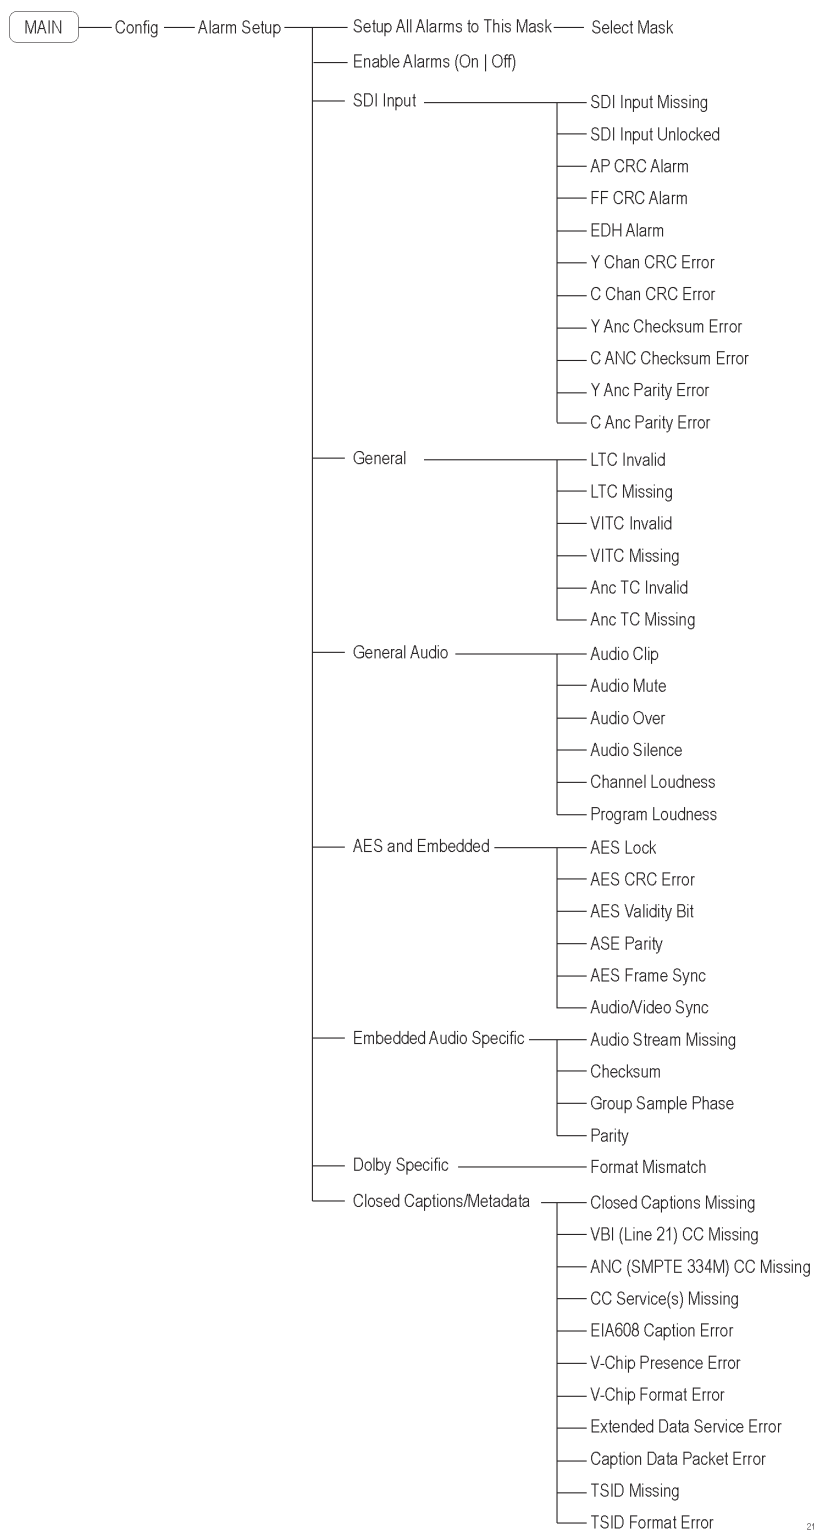 MAIN Config Alarm Setup Setup All Alarms to This Mask Select Mask
Enable Alarms (On | Off)
SDI Input SDI Input Missing
SDI Input Unlocked
AP CRC Alarm
FF CRC Alarm
EDH Alarm
Y Chan CRC Error
C Chan CRC Error
Y Anc Checksum Error
C ANC Checksum Error
Y Anc Parity Error
C Anc Parity Error
General LTC Invalid
LTC Missing
VITC Invalid
VITC Missing
Anc TC Invalid
Anc TC Missing
General Audio Audio Clip
Audio Mute
Audio Over
Audio Silence
Channel Loudness
Program Loudness
AES and Embedded AES Lock
AES CRC Error
AES Validity Bit
ASE Parity
AES Frame Sync
Audio/Video Sync
Embedded Audio Specific Audio Stream Missing
Checksum
Group Sample Phase
Parity
Dolby Specific Format Mismatch
Closed Captions/Metadata Closed Captions Missing
VBI (Line 21) CC Missing
ANC (SMPTE 334M) CC Missing
CC Service(s) Missing
EIA608 Caption Error
V-Chip Presence Error
V-Chip Format Error
Extended Data Service Error
Caption Data Packet Error
TSID Missing
TSID Format Error